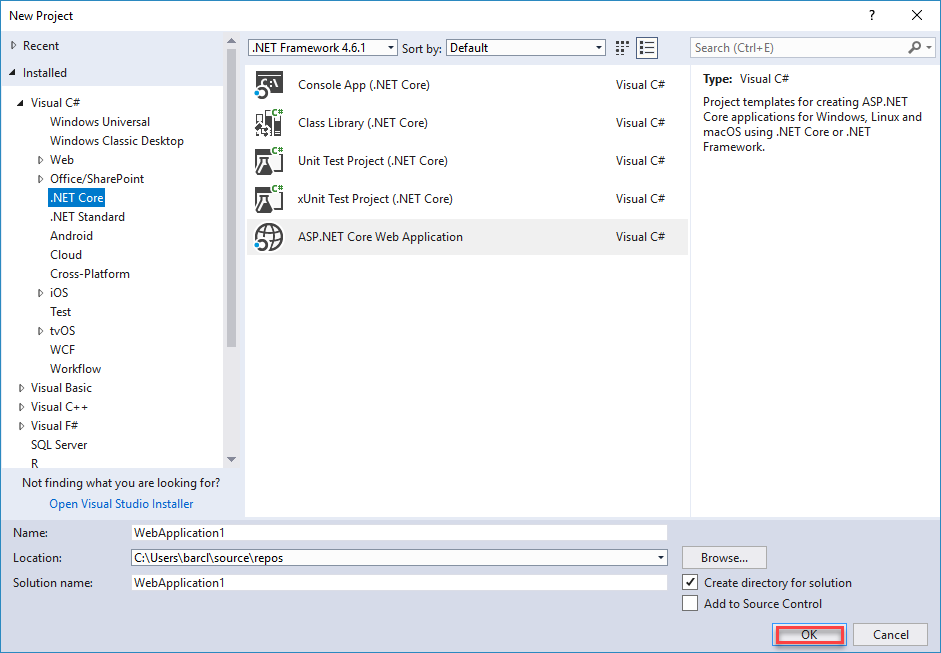 New Project
?
Recent
Installed
Visual C#
Windows Universal
Windows Classic Desktop
Web
Office/SharePoint
.NET Core
.NET Standard
Android
Cloud
Cross-Platform
iOS
Test
tvOS
WCF
Workflow
Visual Basic
Visual C++
Visual F#
SQL Server
R
Not finding what you are looking for?
Open Visual Studio Installer
.NET Framework 4.6.1
Sort by:
Default
C:\
Console App (.NET Core)
Visual C#
C#
Class Library (.NET Core)
Visual C#
C#
Unit Test Project (.NET Core)
Visual C#
C#
xUnit Test Project (.NET Core)
Visual C#
ASP.NET Core Web Application
Visual C#
Search (Ctrl+E)
Type: Visual C#
Project templates for creating ASP.NET
Core applications for Windows, Linux and
macOS using .NET Core or .NET
Framework.
Name:
WebApplication1
Location:
C:\Users\barcl\source\repos
Browse...
Solution name:
WebApplication1
Create directory for solution
Add to Source Control
OK
Cancel